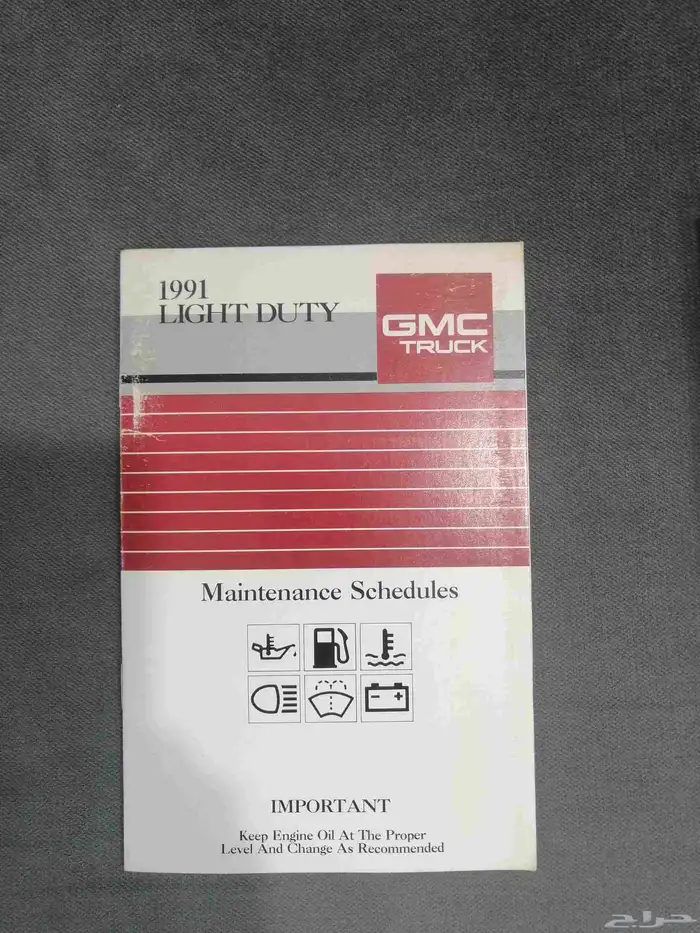 1991
LIGHT DUTY
GMC
TRUCK
Maintenance Schedules
IMPORTANT
Keep Engine Oil At The Proper
Level And Change As Recommended
حراج